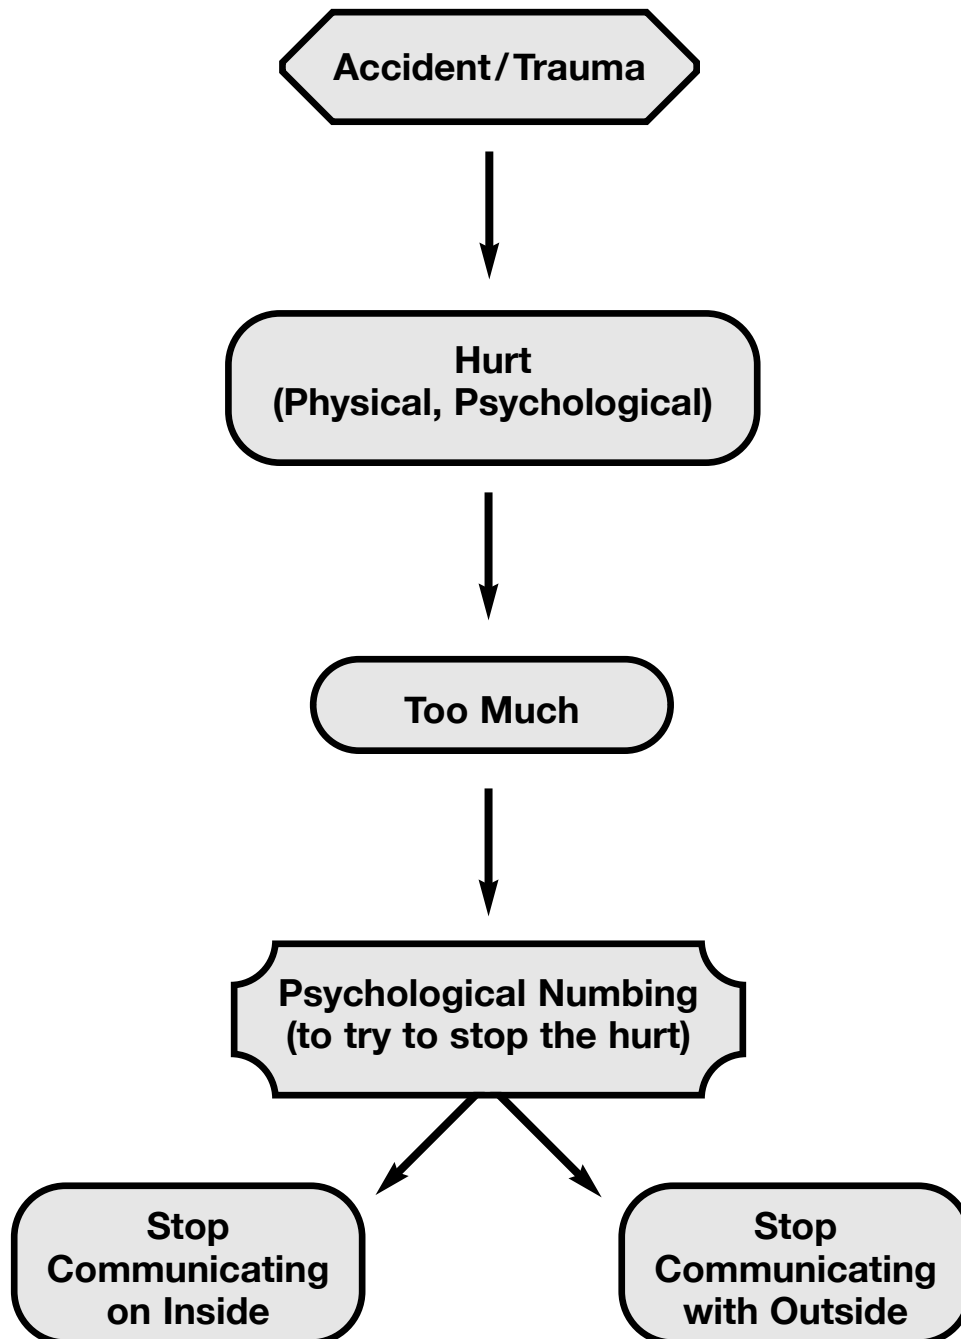 Accident/Trauma
Hurt
(Physical, Psychological)
Too Much
Psychological Numbing
(to try to stop the hurt)
Stop
Communicating
on Inside
Stop
Communicating
with Outside